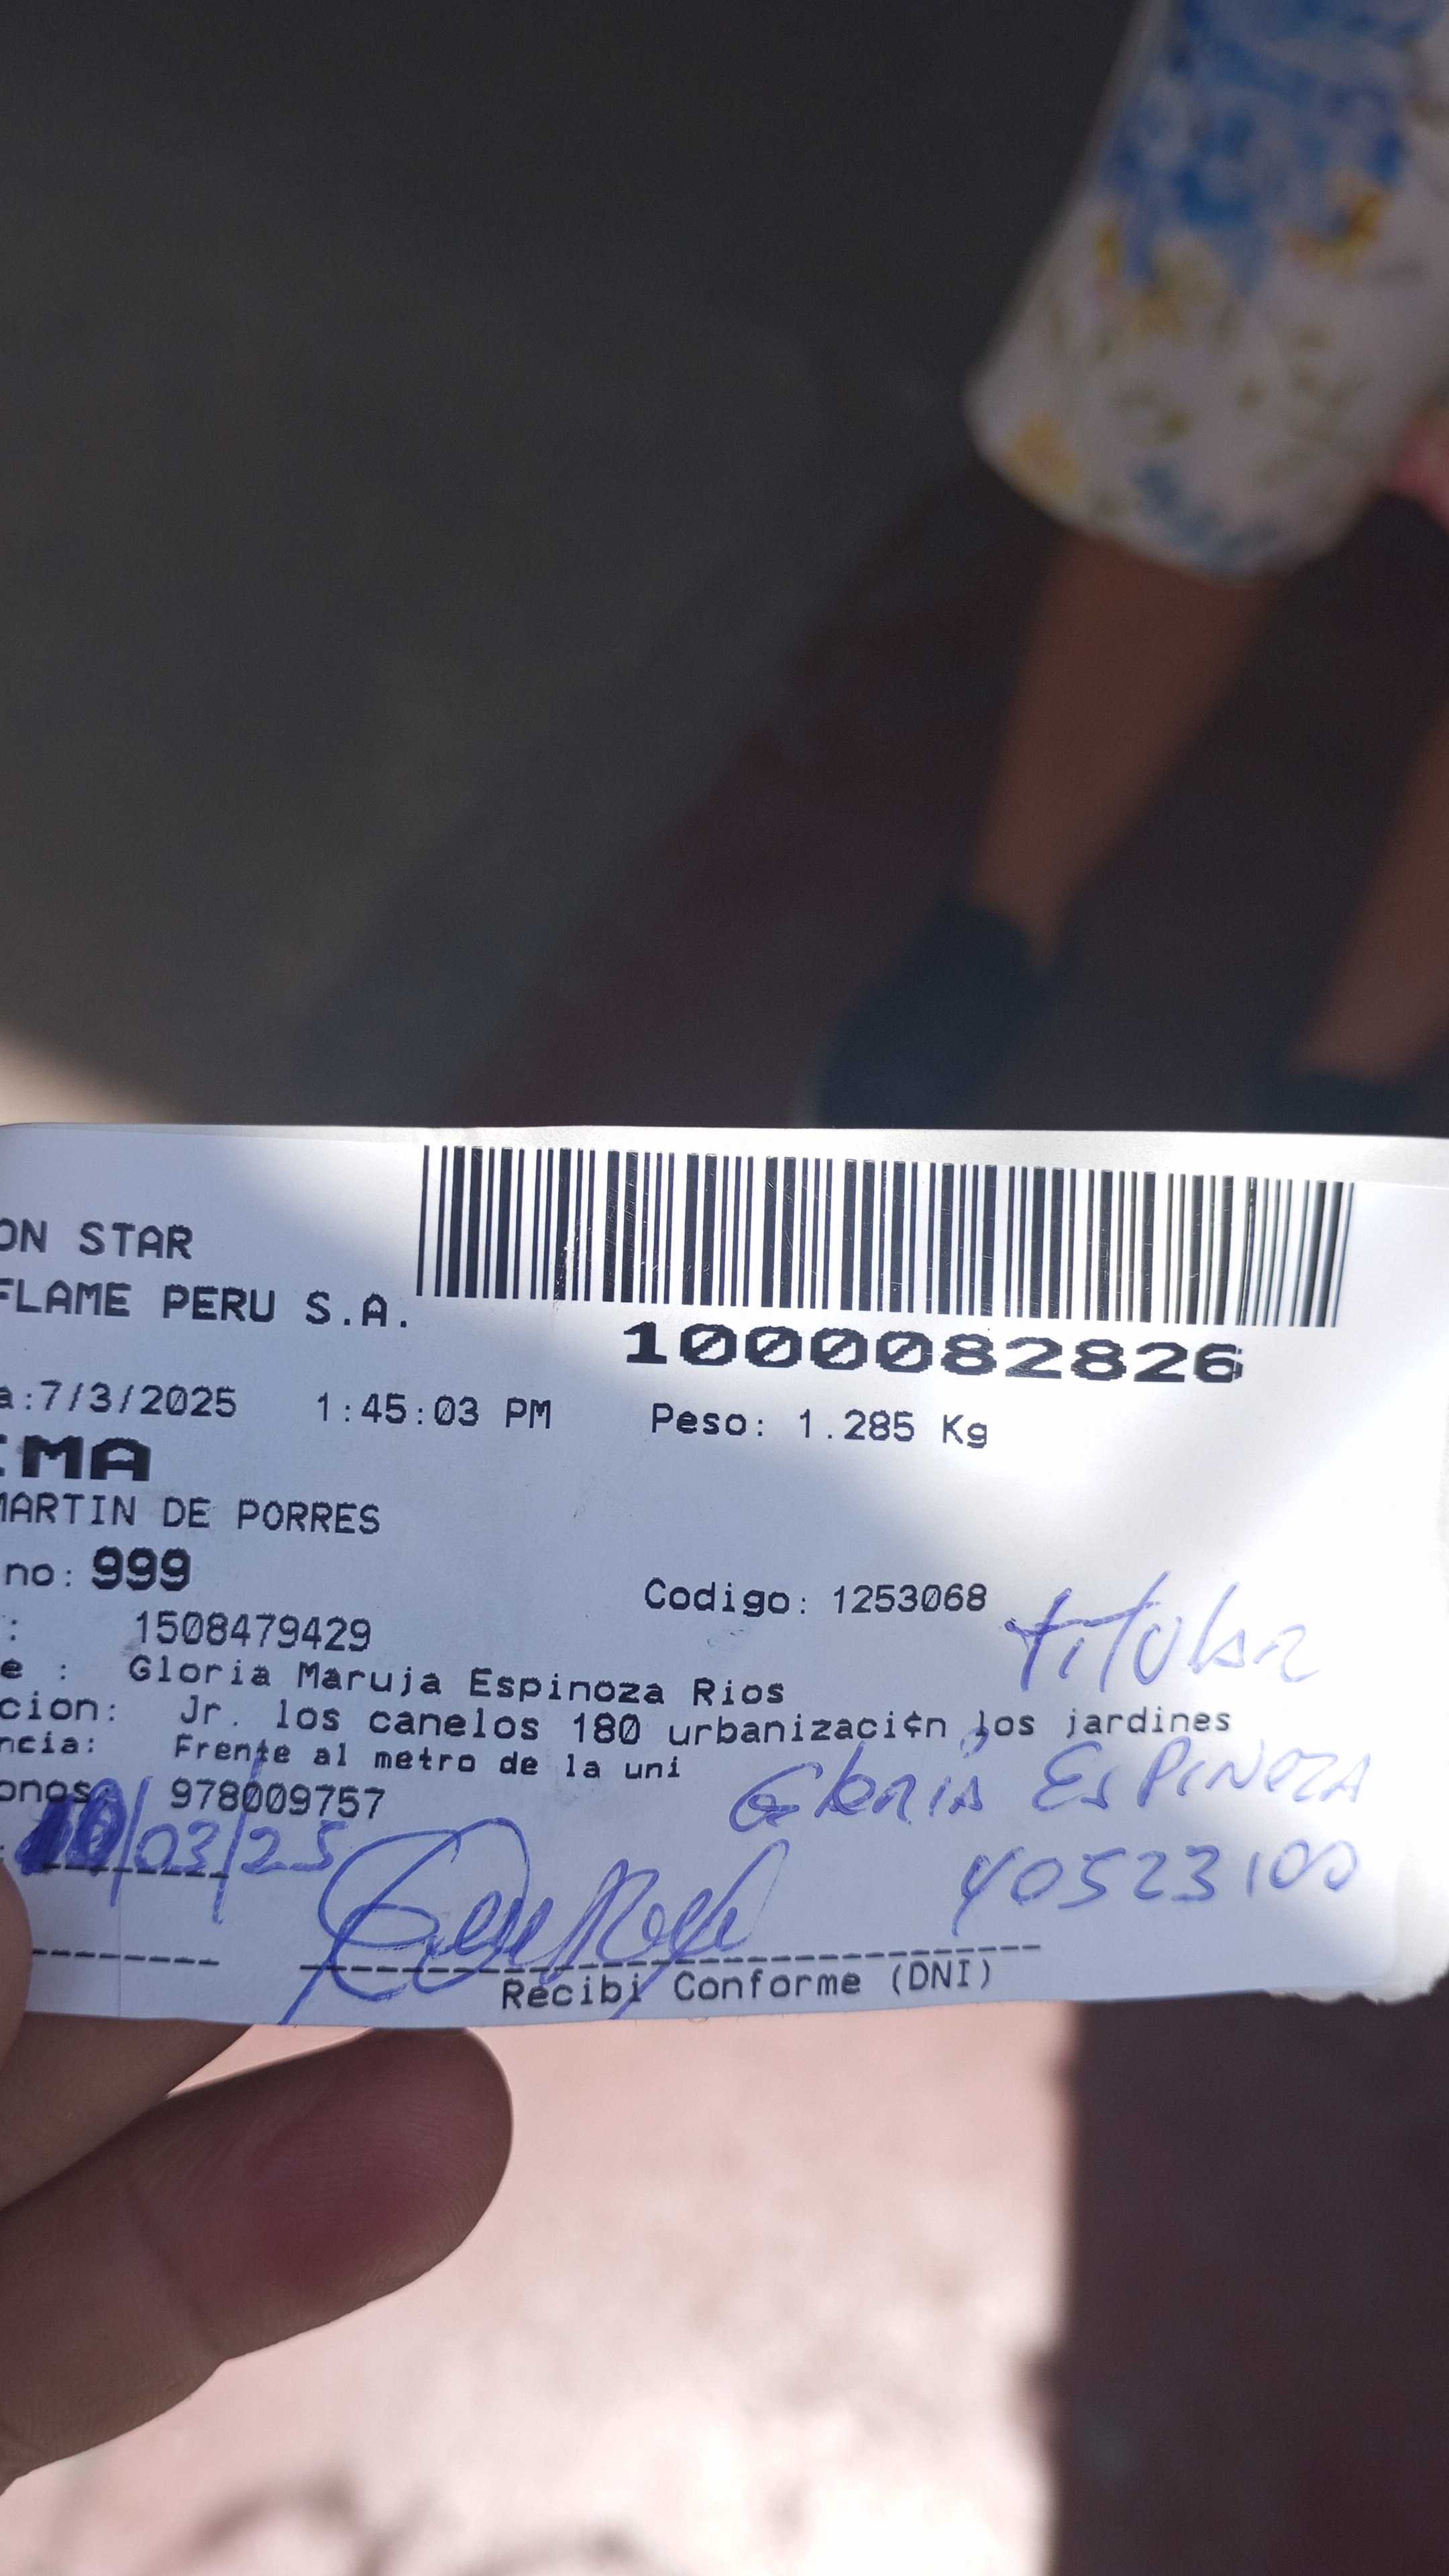 ON STAR
FLAME PERU S.A.
1000082826
a:7/3/2025 1:45:03 PM Peso: 1.285 Kg
IMA
MARTIN DE PORRES
no: 999
Codigo: 1253068
: 1508479429
titular
e : Gloria Maruja Espinoza Rios
cion: Jr. los canelos 180 urbanizaci¢n los jardines
ncia: Frente al metro de la uni
onos: 978009757
Gloria ESPINOZA
10/03/25
40523100
Recibi Conforme (DNI)